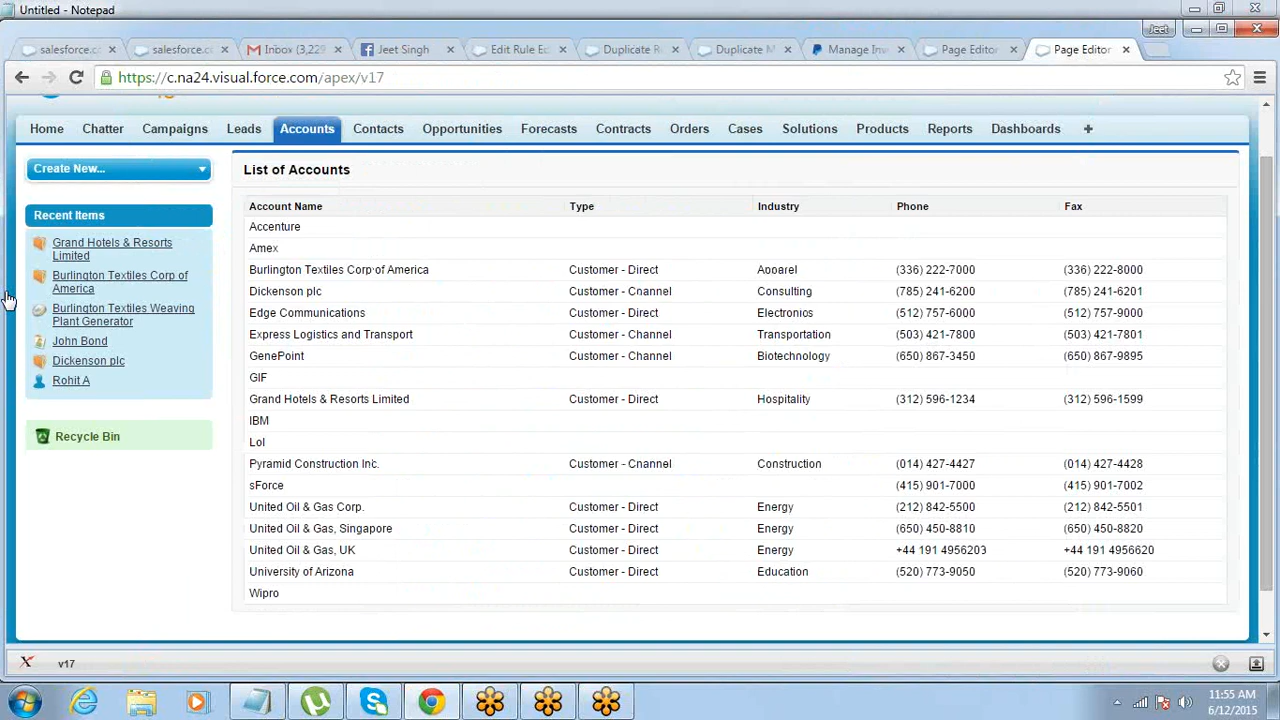 Untitled - Notepad
Jeet
salesforce.c
salesforce.c
Inbox (3,229
Jeet Singh
Edit Rule Ec
Duplicate R
Duplicate M
Manage Inv
Page Editor
Page Editor
https://c.na24.visual.force.com/apex/v17
Home Chatter Campaigns Leads Accounts Contacts Opportunities Forecasts Contracts Orders Cases Solutions Products Reports Dashboards +
Create New...
Recent Items
Grand Hotels & Resorts
Limited
Burlington Textiles Corp of
America
Burlington Textiles Weaving
Plant Generator
John Bond
Dickenson plc
Rohit A
Recycle Bin
List of Accounts
Account Name Type Industry Phone Fax
Accenture
Amex
Burlington Textiles Corp of America Customer - Direct Apparel (336) 222-7000 (336) 222-8000
Dickenson plc Customer - Channel Consulting (785) 241-6200 (785) 241-6201
Edge Communications Customer - Direct Electronics (512) 757-6000 (512) 757-9000
Express Logistics and Transport Customer - Channel Transportation (503) 421-7800 (503) 421-7801
GenePoint Customer - Channel Biotechnology (650) 867-3450 (650) 867-9895
GIF
Grand Hotels & Resorts Limited Customer - Direct Hospitality (312) 596-1234 (312) 596-1599
IBM
Lol
Pyramid Construction Inc. Customer - Channel Construction (014) 427-4427 (014) 427-4428
sForce (415) 901-7000 (415) 901-7002
United Oil & Gas Corp. Customer - Direct Energy (212) 842-5500 (212) 842-5501
United Oil & Gas, Singapore Customer - Direct Energy (650) 450-8810 (650) 450-8820
United Oil & Gas, UK Customer - Direct Energy +44 191 4956203 +44 191 4956620
University of Arizona Customer - Direct Education (520) 773-9050 (520) 773-9060
Wipro
v17
11:55 AM
6/12/2015